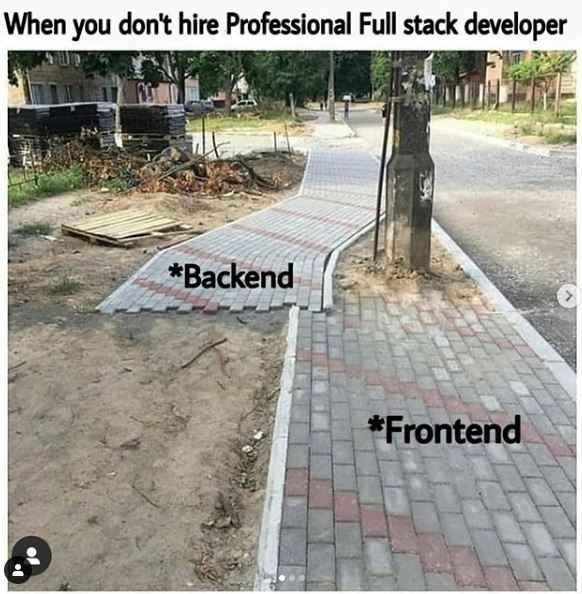 When you don't hire Professional Full stack developer
*Backend
*Frontend